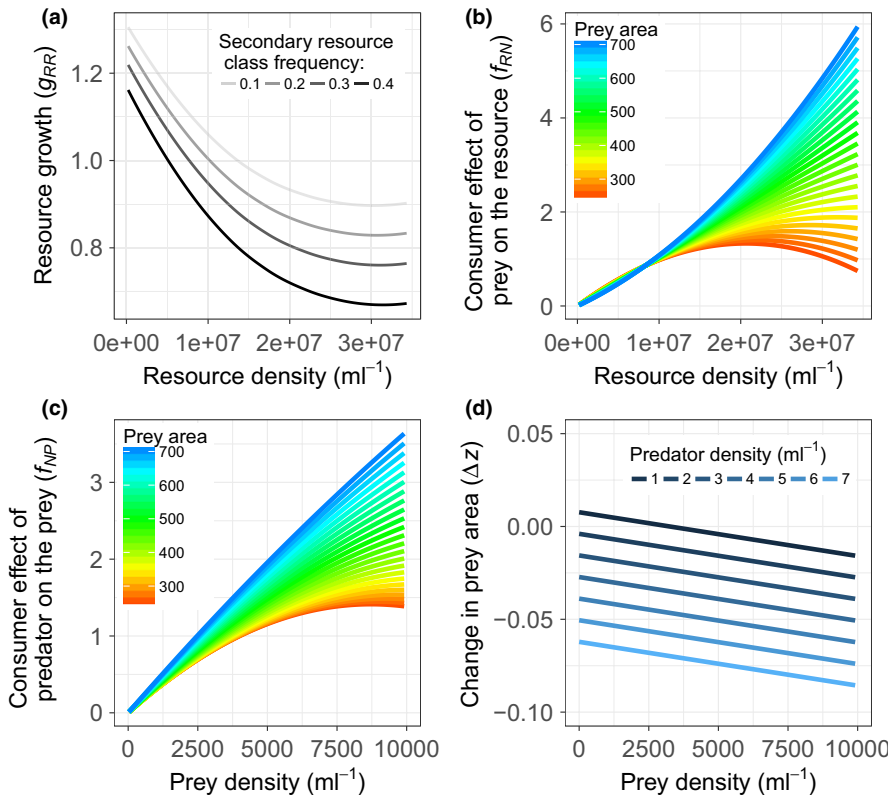 (a)
Resource growth (gRR)
1.2
1.0
0.8
Secondary resource
class frequency:
0.1 0.2 0.3 0.4
0e+00 1e+07 2e+07 3e+07
Resource density (ml⁻¹)
(b)
Consumer effect of
prey on the resource (fRN)
6
4
2
0
Prey area
700
600
500
400
300
0e+00 1e+07 2e+07 3e+07
Resource density (ml⁻¹)
(c)
Consumer effect of
predator on the prey (fNP)
3
2
1
0
Prey area
700
600
500
400
300
0 2500 5000 7500 10000
Prey density (ml⁻¹)
(d)
Change in prey area (Δz)
0.05
0.00
−0.05
−0.10
Predator density (ml⁻¹)
1 2 3 4 5 6 7
0 2500 5000 7500 10000
Prey density (ml⁻¹)